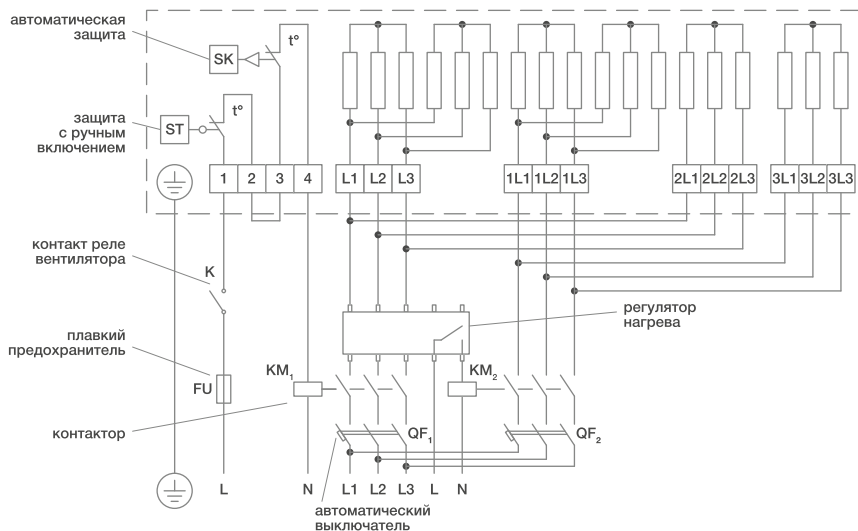 автоматическая
защита
SK
t°
защита
с ручным
включением
ST
t°
1 2 3 4 L1 L2 L3 1L1 1L2 1L3 2L1 2L2 2L3 3L1 3L2 3L3
контакт реле
вентилятора
K
регулятор
нагрева
плавкий
предохранитель
FU
KM1
KM2
контактор
QF1
QF2
L N L1 L2 L3 L N
автоматический
выключатель